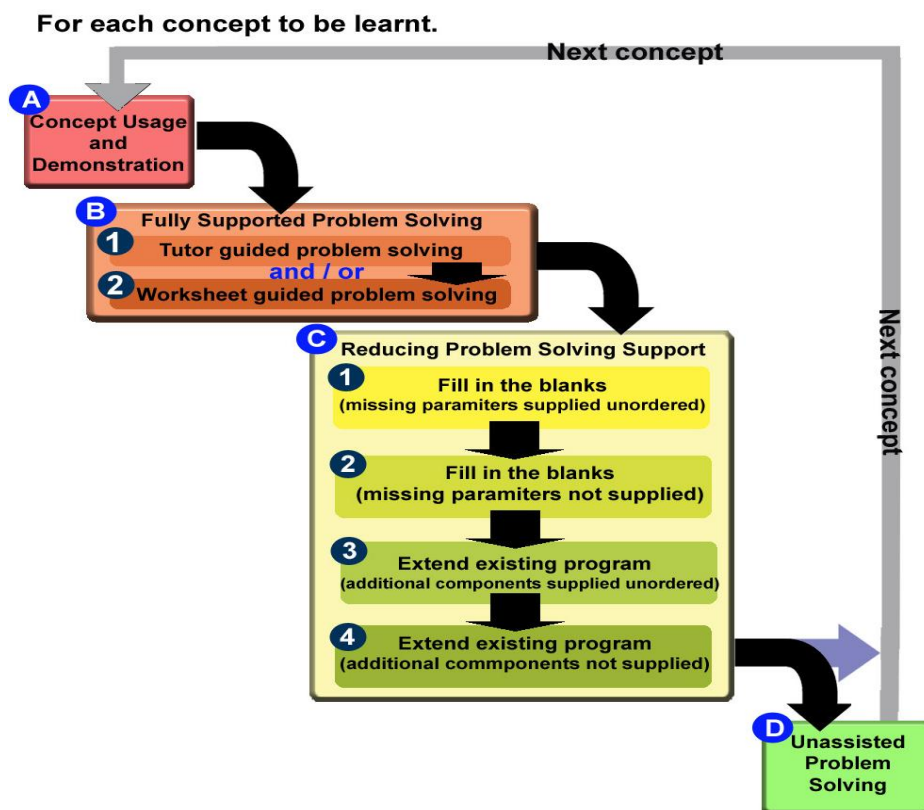 For each concept to be learnt.
Next concept
A
Concept Usage
and
Demonstration
B
Fully Supported Problem Solving
1
Tutor guided problem solving
and / or
2
Worksheet guided problem solving
C
Reducing Problem Solving Support
1
Fill in the blanks
(missing paramiters supplied unordered)
2
Fill in the blanks
(missing paramiters not supplied)
3
Extend existing program
(additional components supplied unordered)
4
Extend existing program
(additional commponents not supplied)
Next concept
D
Unassisted
Problem
Solving